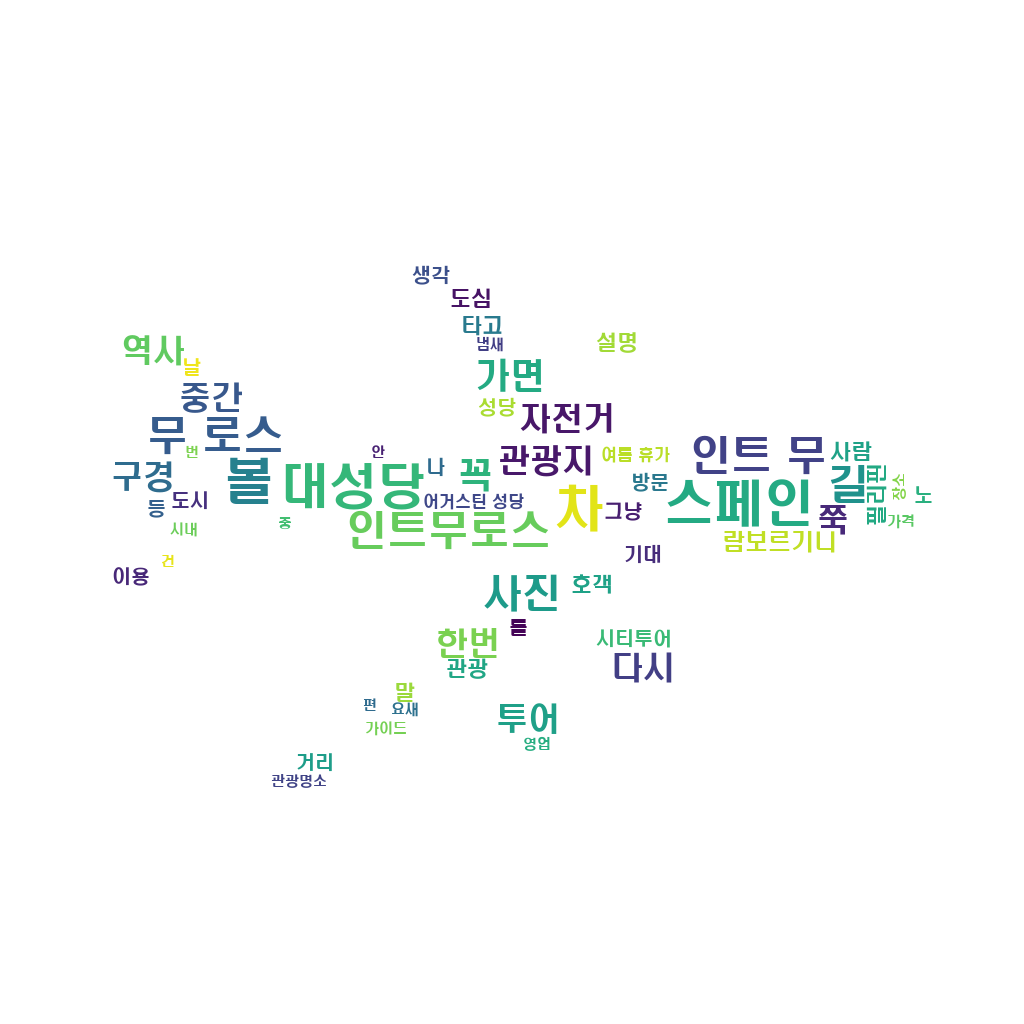 생각
도심
타고
냄새
설명
역사
날
가면
중간
성당
자전거
무 로스
번
안
나
꼭
관광지
여름 휴가
인트 무
사람
구경
볼
대성당
어거스틴 성당
차
그냥
방문
스페인
길
필리핀
장소
노
등
도시
쭉
가격
시내
종
인트무로스
람보르기니
건
이용
기대
사진
호객
틀
한번
시티투어
관광
다시
말
편
요새
투어
가이드
영업
거리
관광명소